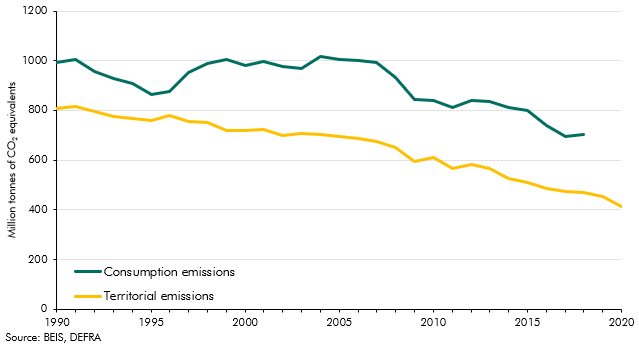 Million tonnes of CO₂ equivalents
1200
1000
800
600
400
200
0
Consumption emissions
Territorial emissions
1990 1995 2000 2005 2010 2015 2020
Source: BEIS, DEFRA